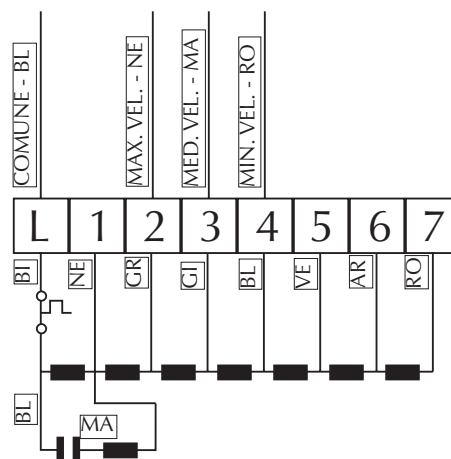 COMUNE - BL
MAX. VEL. - NE
MED. VEL. - MA
MIN. VEL. - RO
L 1 2 3 4 5 6 7
BI NE GR GI BL VE AR RO
BL
MA